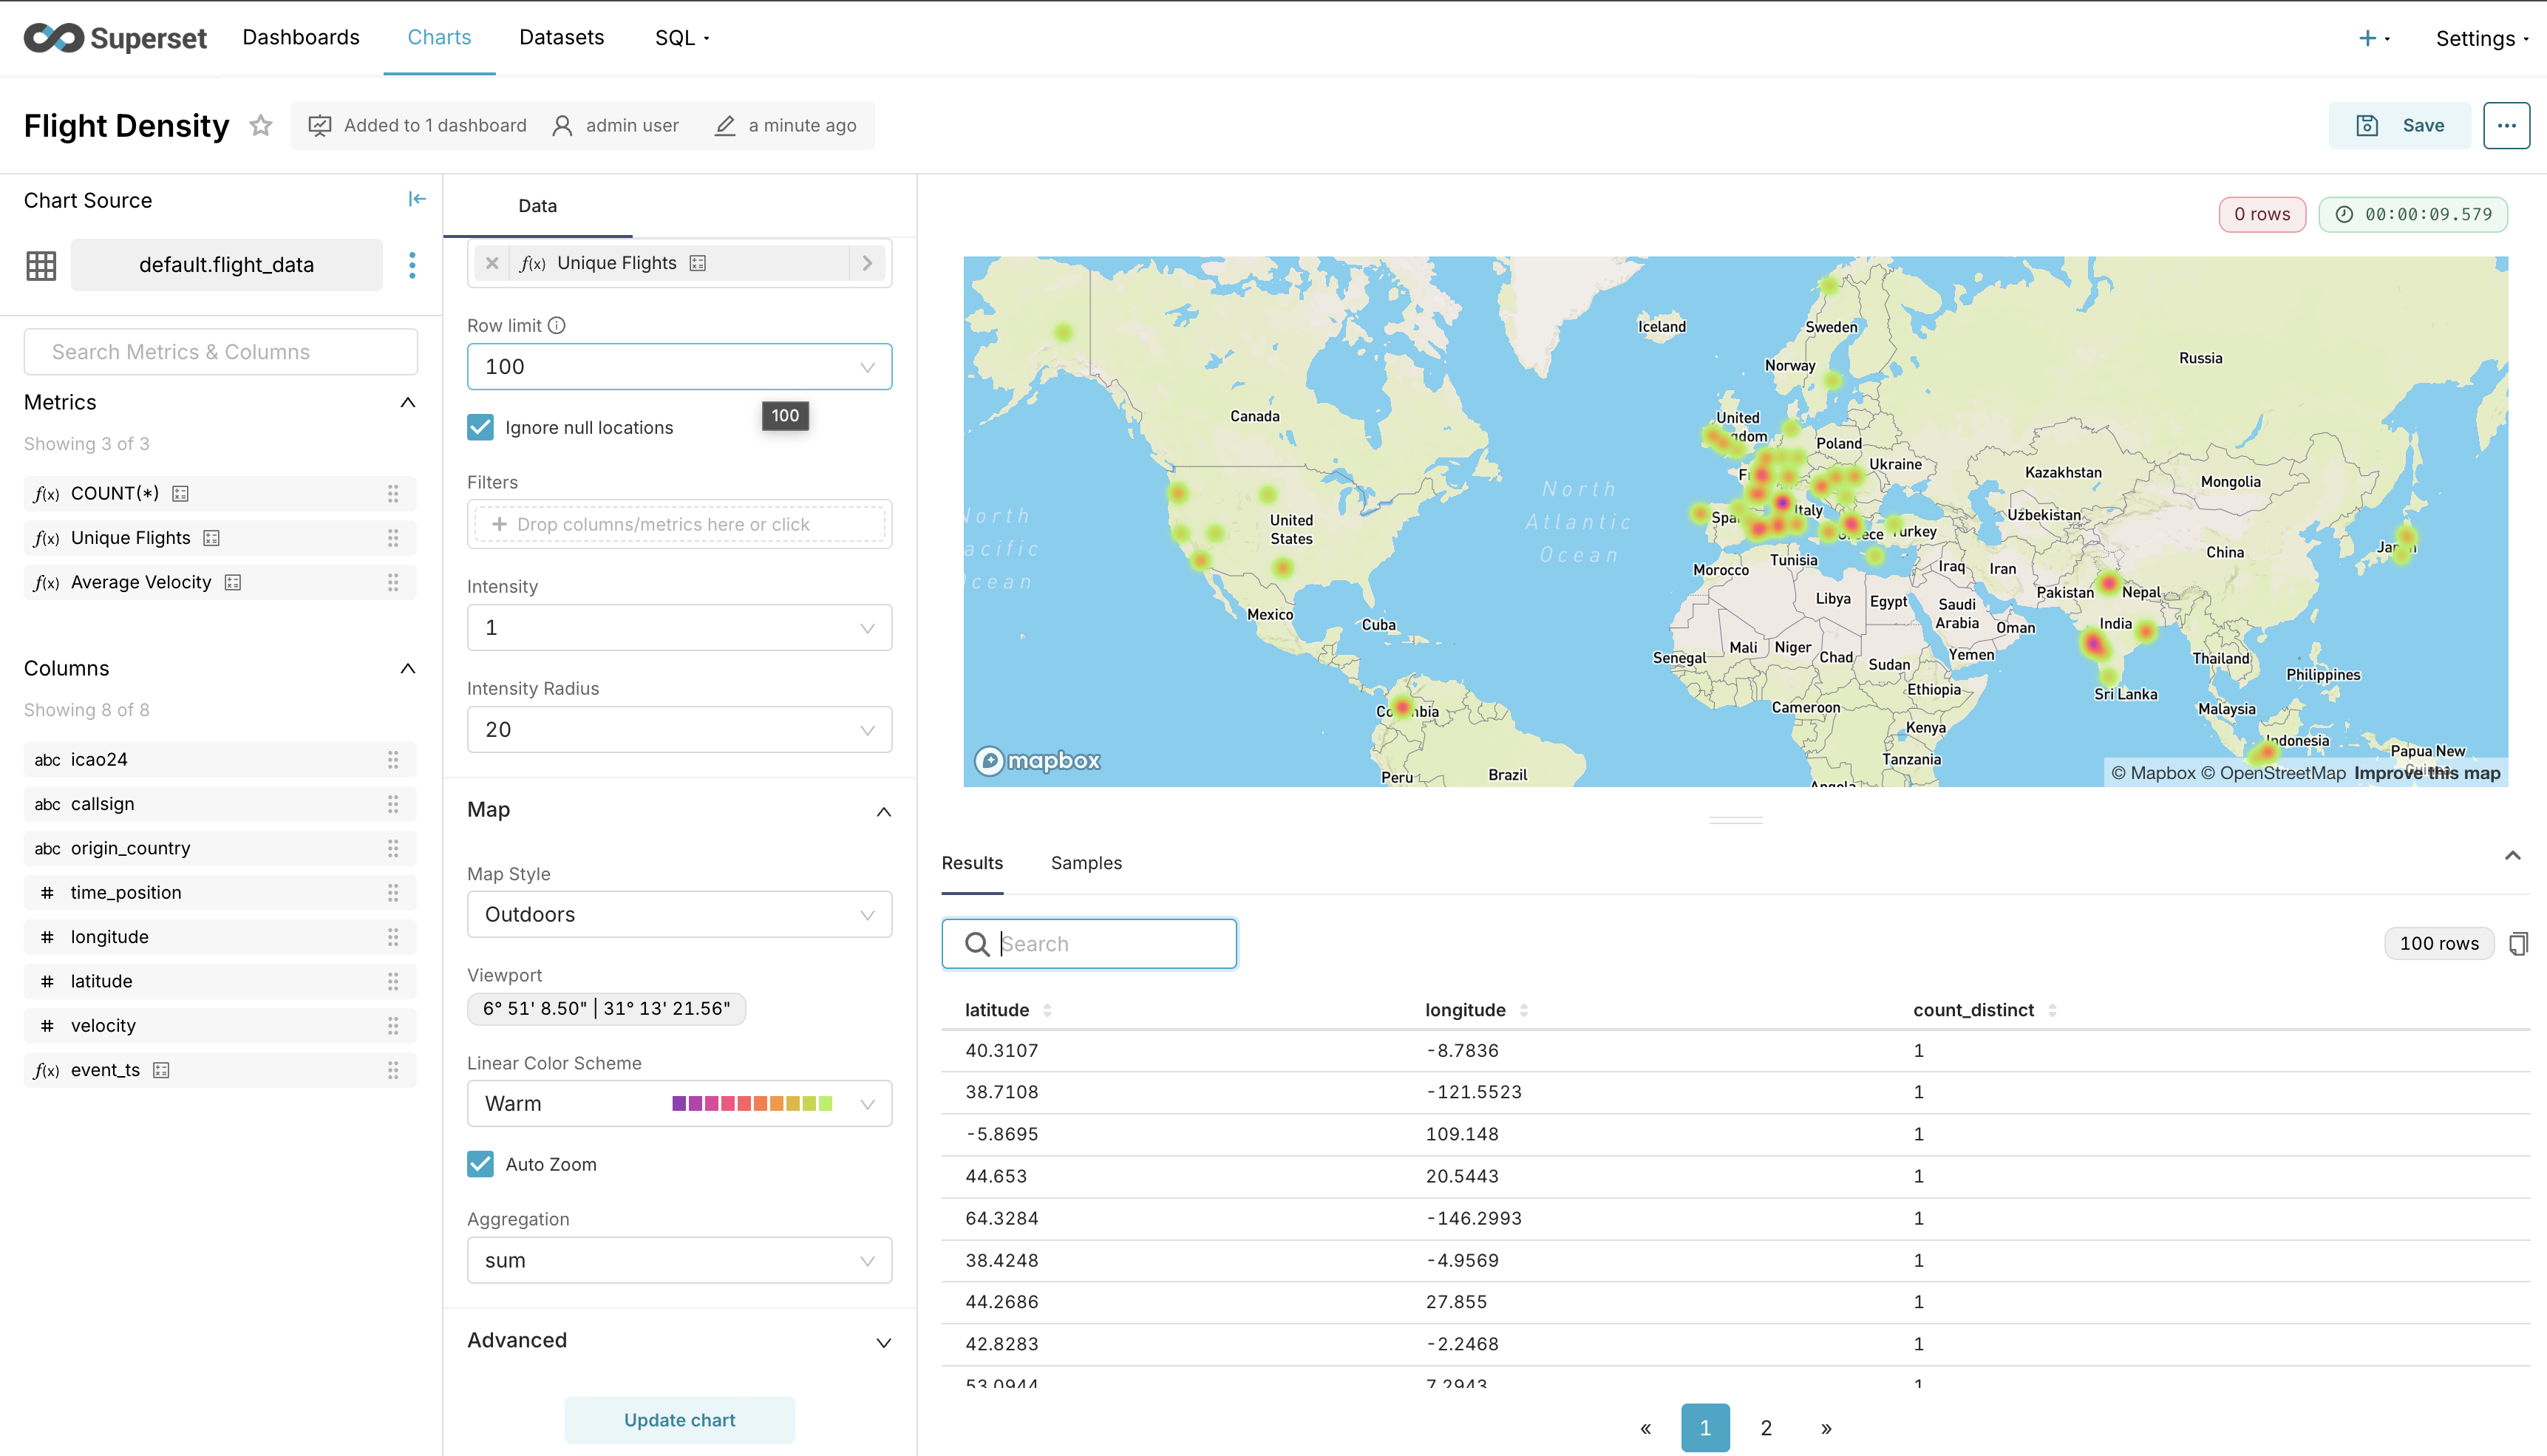 Superset
Dashboards
Charts
Datasets
SQL
+
Settings
Flight Density
Added to 1 dashboard
admin user
a minute ago
Save
Chart Source
default.flight_data
Search Metrics & Columns
Metrics
Showing 3 of 3
f(x) COUNT(*)
f(x) Unique Flights
f(x) Average Velocity
Columns
Showing 8 of 8
abc icao24
abc callsign
abc origin_country
# time_position
# longitude
# latitude
# velocity
f(x) event_ts
Data
f(x) Unique Flights
Row limit
100
100
Ignore null locations
Filters
+ Drop columns/metrics here or click
Intensity
1
Intensity Radius
20
Map
Map Style
Outdoors
Viewport
6° 51' 8.50" | 31° 13' 21.56"
Linear Color Scheme
Warm
Auto Zoom
Aggregation
sum
Advanced
Update chart
0 rows
00:00:09.579
Iceland
Sweden
Russia
Norway
Canada
United
Poland
Ukraine
Kazakhstan
Mongolia
North
Atlantic
Ocean
United
States
Italy
Uzbekistan
Turkey
China
Tunisia
Morocco
Iraq
Iran
Pakistan
Nepal
Libya
Egypt
Saudi
Arabia
Oman
India
Mexico
Cuba
Mali
Niger
Chad
Sudan
Yemen
Senegal
Thailand
Philippines
Ethiopia
Sri Lanka
Cameroon
Malaysia
Kenya
Indonesia
Papua New
Tanzania
Peru
Brazil
mapbox
© Mapbox © OpenStreetMap Improve this map
Results
Samples
Search
100 rows
latitude longitude count_distinct
40.3107 -8.7836 1
38.7108 -121.5523 1
-5.8695 109.148 1
44.653 20.5443 1
64.3284 -146.2993 1
38.4248 -4.9569 1
44.2686 27.855 1
42.8283 -2.2468 1
53.0944 7.2943 1
« 1 2 »